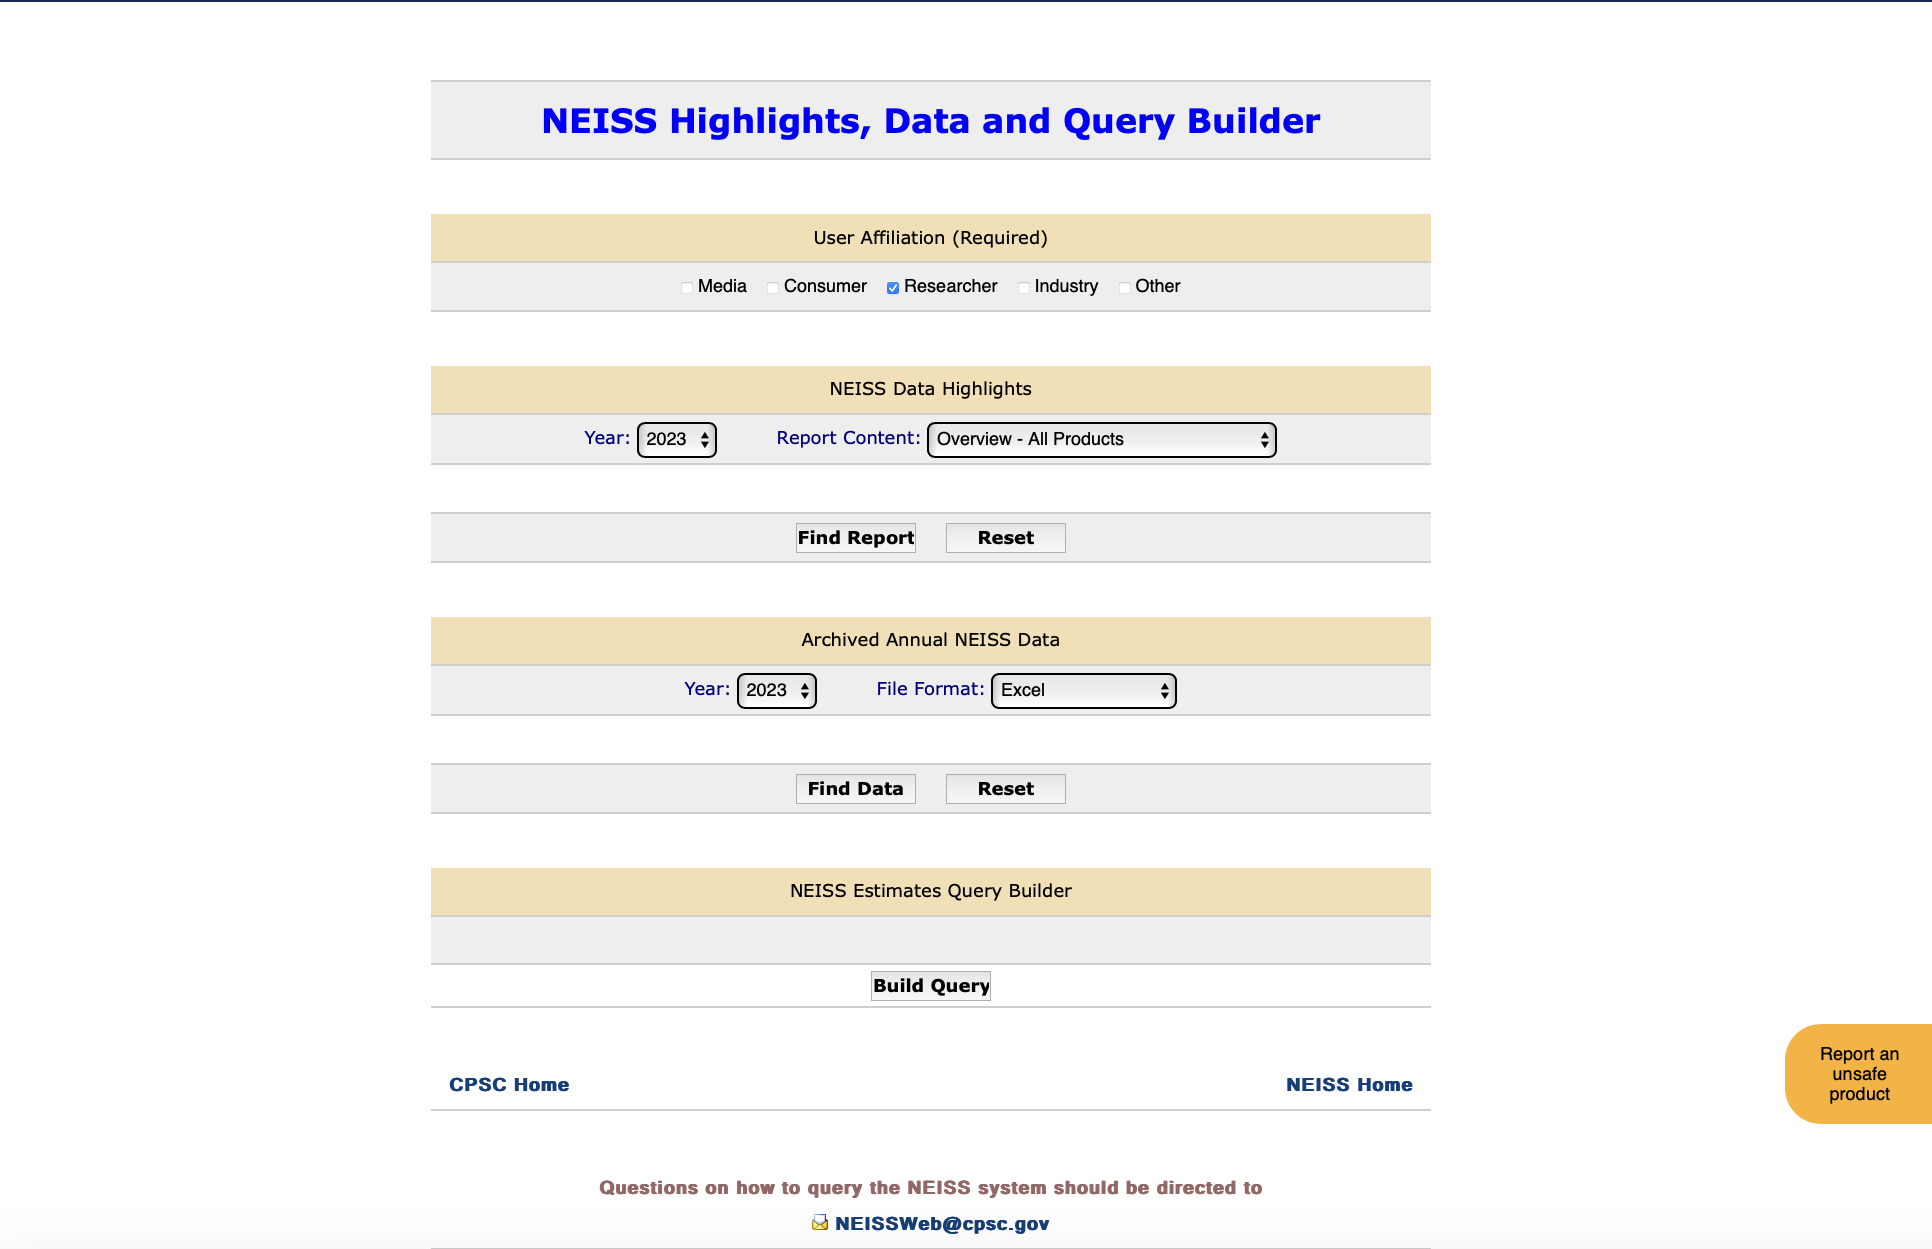 NEISS Highlights, Data and Query Builder
User Affiliation (Required)
Media Consumer Researcher Industry Other
NEISS Data Highlights
Year: 2023 Report Content: Overview - All Products
Find Report Reset
Archived Annual NEISS Data
Year: 2023 File Format: Excel
Find Data Reset
NEISS Estimates Query Builder
Build Query
Report an
unsafe
product
CPSC Home NEISS Home
Questions on how to query the NEISS system should be directed to
NEISSWeb@cpsc.gov